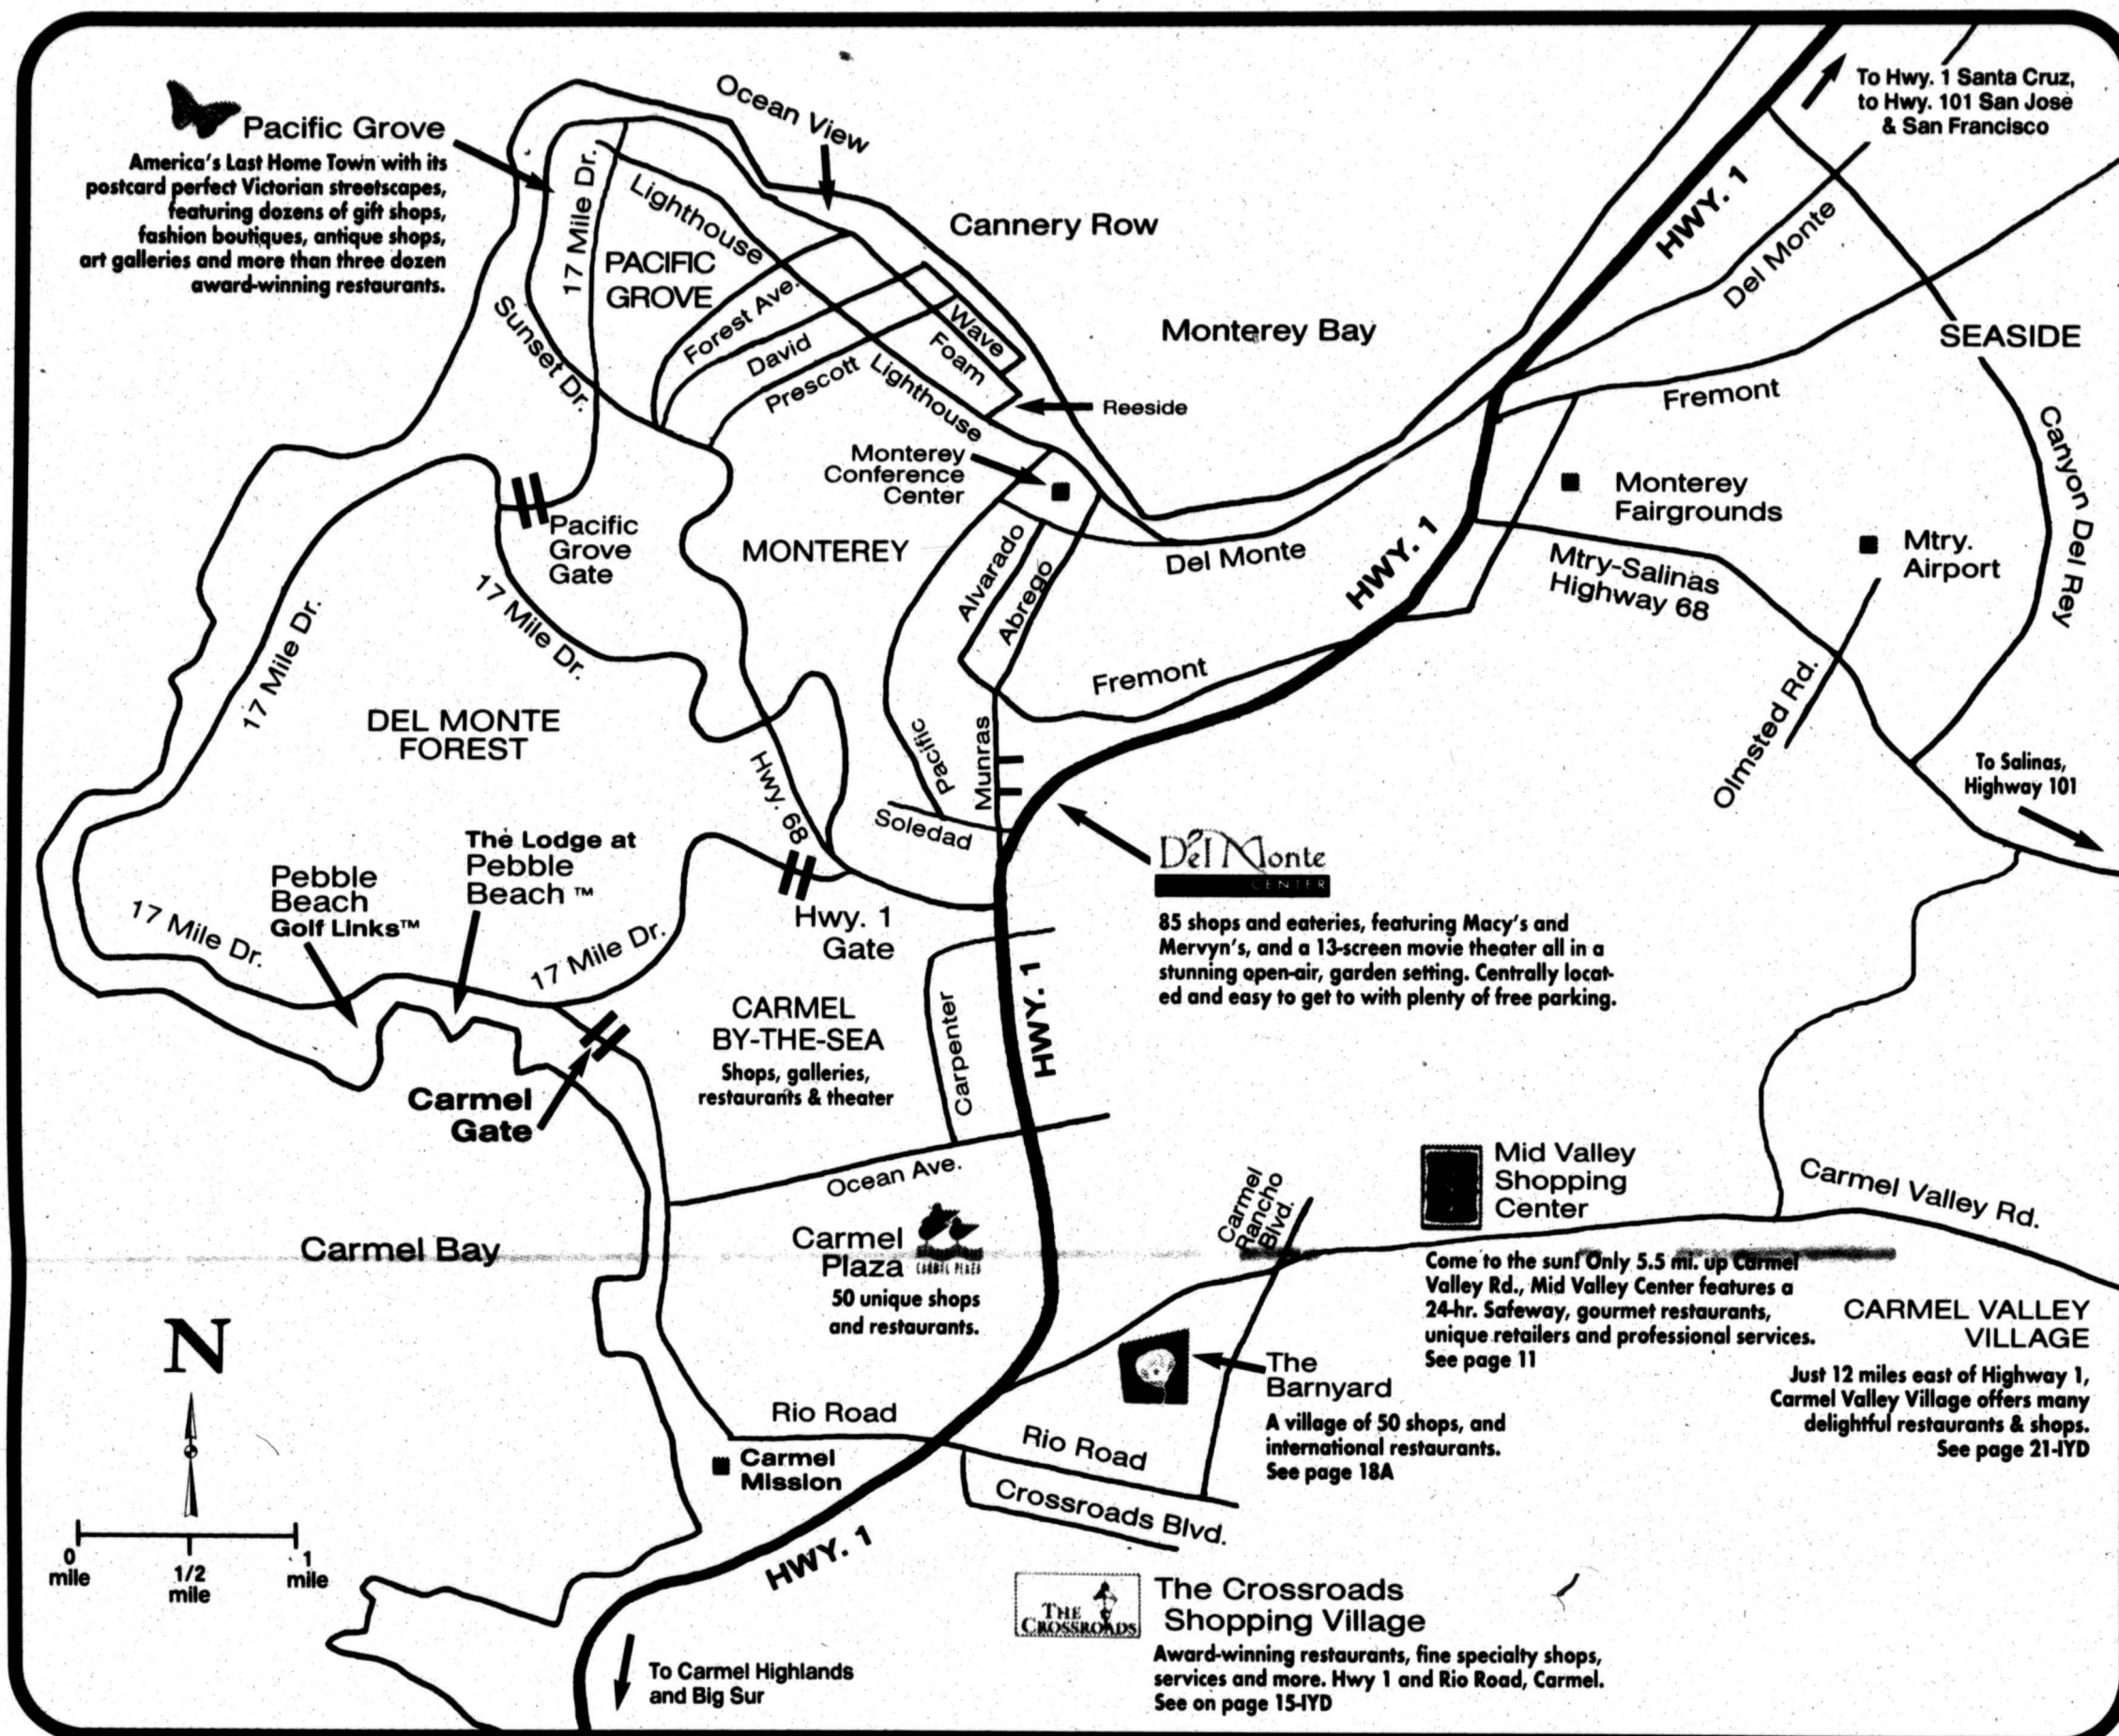 Pacific Grove
America's Last Home Town with its
postcard perfect Victorian streetscapes,
featuring dozens of gift shops,
fashion boutiques, antique shops,
art galleries and more than three dozen
award-winning restaurants.
Ocean View
To Hwy. 1 Santa Cruz,
to Hwy. 101 San Jose
& San Francisco
17 Mile Dr.
Lighthouse
Cannery Row
HWY. 1
Del Monte
PACIFIC
GROVE
Forest Ave.
David
Prescott
Wave
Foam
Lighthouse
Reeside
Sunset Dr.
Monterey Bay
SEASIDE
Fremont
Canyon Del Rey
Monterey
Conference
Center
Monterey
Fairgrounds
Mtry.
Airport
Pacific
Grove
Gate
MONTEREY
Alvarado
Abrego
Del Monte
HWY. 1
Mtry-Salinas
Highway 68
17 Mile Dr.
17 Mile Dr.
Fremont
Olmsted Rd.
DEL MONTE
FOREST
Hwy. 68
Pacific
Munras
Soledad
To Salinas,
Highway 101
Del Monte
CENTER
85 shops and eateries, featuring Macy's and
Mervyn's, and a 13-screen movie theater all in a
stunning open-air, garden setting. Centrally locat-
ed and easy to get to with plenty of free parking.
The Lodge at
Pebble
Beach ™
Pebble
Beach
Golf Links™
17 Mile Dr.
17 Mile Dr.
Hwy. 1
Gate
CARMEL
BY-THE-SEA
Shops, galleries,
restaurants & theater
Carpenter
HWY. 1
Carmel
Gate
Ocean Ave.
Carmel Bay
Carmel
Plaza
CARMEL PLAZA
50 unique shops
and restaurants.
Carmel
Rancho
Blvd.
Mid Valley
Shopping
Center
Carmel Valley Rd.
Come to the sun! Only 5.5 mi. up Carmel
Valley Rd., Mid Valley Center features a
24-hr. Safeway, gourmet restaurants,
unique retailers and professional services.
See page 11
CARMEL VALLEY
VILLAGE
Just 12 miles east of Highway 1,
Carmel Valley Village offers many
delightful restaurants & shops.
See page 21-IYD
The
Barnyard
A village of 50 shops, and
international restaurants.
See page 18A
N
0
mile
1/2
mile
1
mile
Rio Road
Carmel
Mission
Rio Road
Crossroads Blvd.
HWY. 1
THE
CROSSROADS
The Crossroads
Shopping Village
Award-winning restaurants, fine specialty shops,
services and more. Hwy 1 and Rio Road, Carmel.
See on page 15-IYD
To Carmel Highlands
and Big Sur